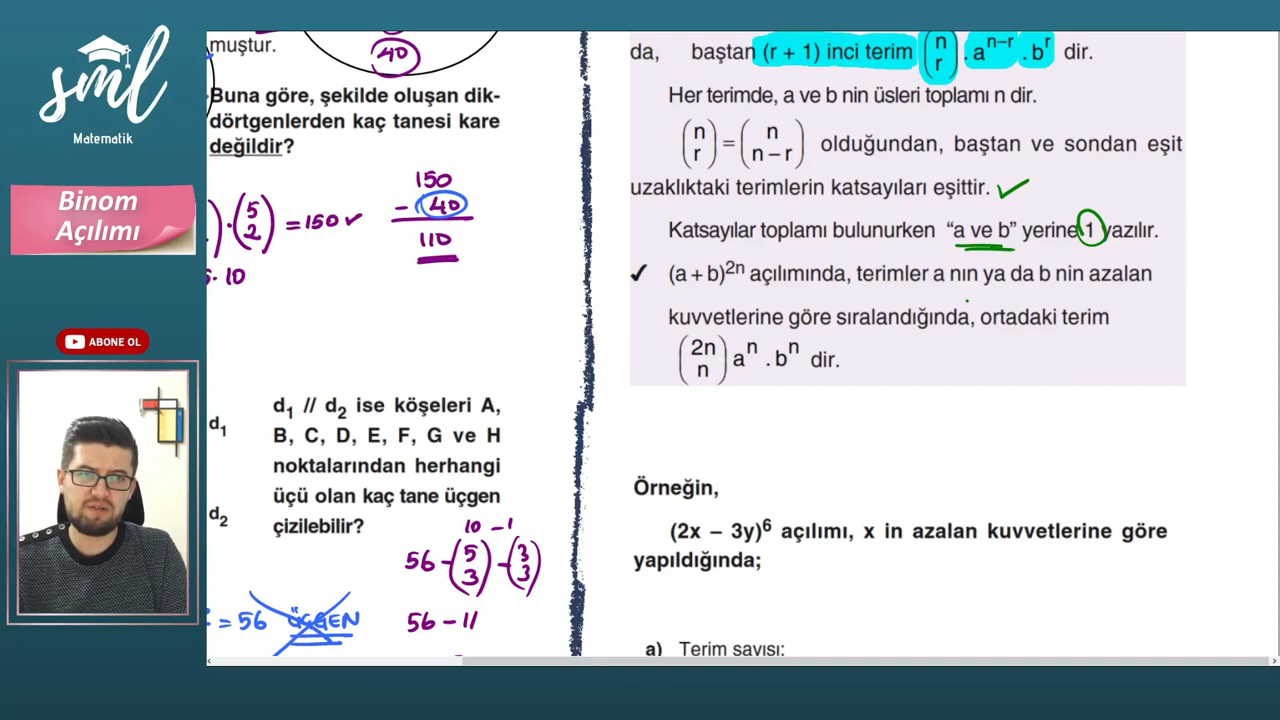 sml
Matematik
Binom
Açılımı
ABONE OL
muştur.
40
Buna göre, şekilde oluşan dik-
dörtgenlerden kaç tanesi kare
değildir?
) · (5 2) = 150 ✓
· 10
150
− 40
110
d1
d2
d1 // d2 ise köşeleri A,
B, C, D, E, F, G ve H
noktalarından herhangi
üçü olan kaç tane üçgen
çizilebilir?
10 − 1
56 − (5 3) − (3 3)
= 56 ÜÇGEN
56 − 11
da, baştan (r + 1) inci terim (n r) . a^(n−r) . b^r dir.
Her terimde, a ve b nin üsleri toplamı n dir.
(n r) = (n n − r) olduğundan, baştan ve sondan eşit
uzaklıktaki terimlerin katsayıları eşittir. ✓
Katsayılar toplamı bulunurken “a ve b” yerine 1 yazılır.
✓ (a + b)^2n açılımında, terimler a nın ya da b nin azalan
kuvvetlerine göre sıralandığında, ortadaki terim
(2n n) a^n . b^n dir.
Örneğin,
(2x – 3y)^6 açılımı, x in azalan kuvvetlerine göre
yapıldığında;
a) Terim sayısı: